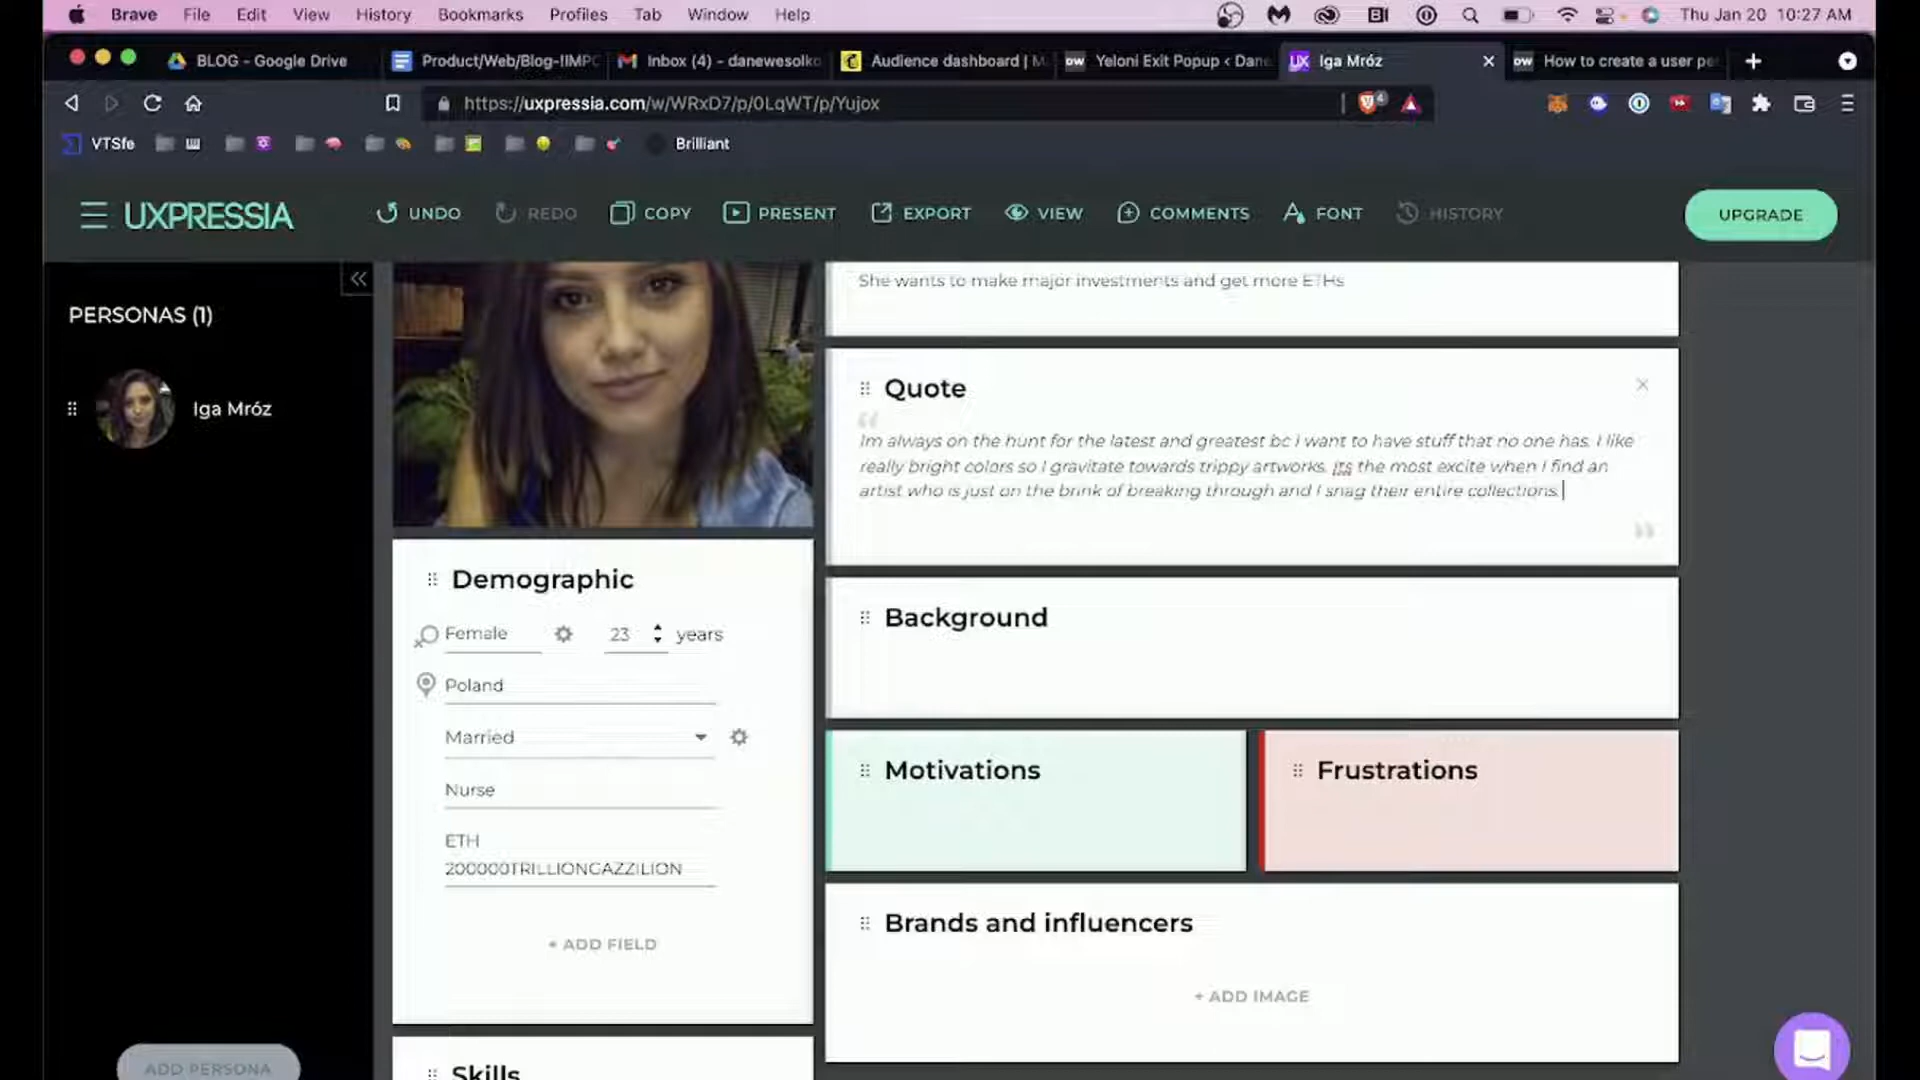 Brave File Edit View History Bookmarks Profiles Tab Window Help Thu Jan 20 10:27 AM
BLOG - Google Drive Product/Web/Blog-!IMPC Inbox (4) - danewesolko Audience dashboard | M Yeloni Exit Popup ‹ Dane Iga Mróz How to create a user pe
https://uxpressia.com/w/WRxD7/p/0LqWT/p/Yujox
VTSfe Brilliant
UXPRESSIA UNDO REDO COPY PRESENT EXPORT VIEW COMMENTS FONT HISTORY UPGRADE
PERSONAS (1)
Iga Mróz
ADD PERSONA
Demographic
Female 23 years
Poland
Married
Nurse
ETH
200000TRILLIONGAZZILION
+ ADD FIELD
Skills
She wants to make major investments and get more ETHs
Quote
Im always on the hunt for the latest and greatest bc i want to have stuff that no one has. I like
really bright colors so I gravitate towards trippy artworks. Its the most excite when I find an
artist who is just on the brink of breaking through and I snag their entire collections.
Background
Motivations
Frustrations
Brands and influencers
+ ADD IMAGE